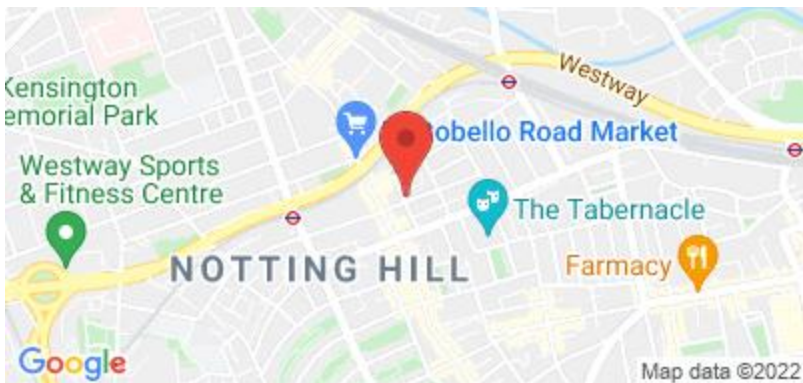 Westway
Kensington
emorial Park
obello Road Market
Westway Sports
& Fitness Centre
The Tabernacle
NOTTING HILL
Farmacy
Google
Map data ©2022